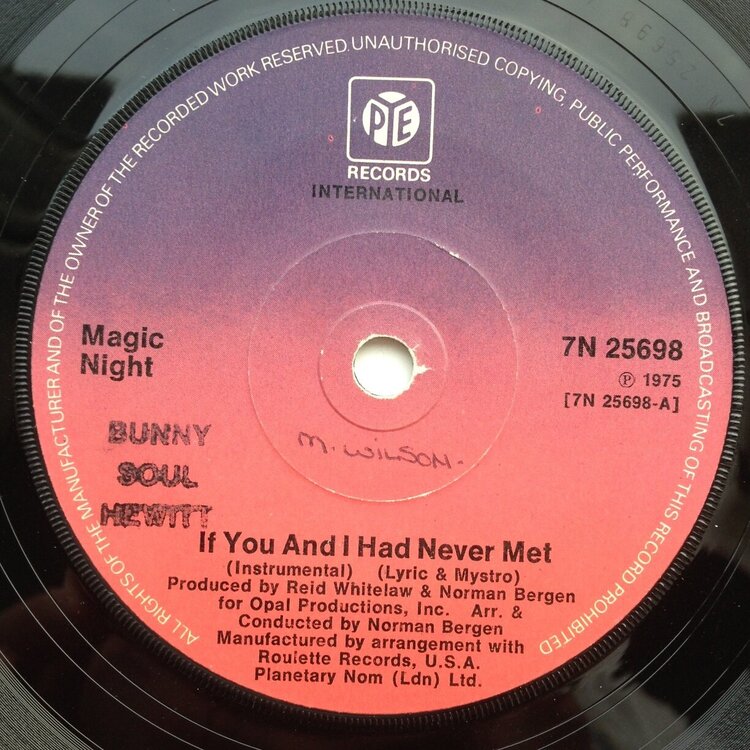 ALL RIGHTS OF THE MANUFACTURER AND OF THE OWNER OF THE RECORDED WORK RESERVED. UNAUTHORISED COPYING, PUBLIC PERFORMANCE AND BROADCASTING OF THIS RECORD PROHIBITED
PYE
RECORDS
INTERNATIONAL
Magic
Night
7N 25698
℗ 1975
[7N 25698-A]
BUNNY
SOUL
HEWITT
M. WILSON.
If You And I Had Never Met
(Instrumental) (Lyric & Mystro)
Produced by Reid Whitelaw & Norman Bergen
for Opal Productions, Inc. Arr. &
Conducted by Norman Bergen
Manufactured by arrangement with
Roulette Records, U.S.A.
Planetary Nom (Ldn) Ltd.